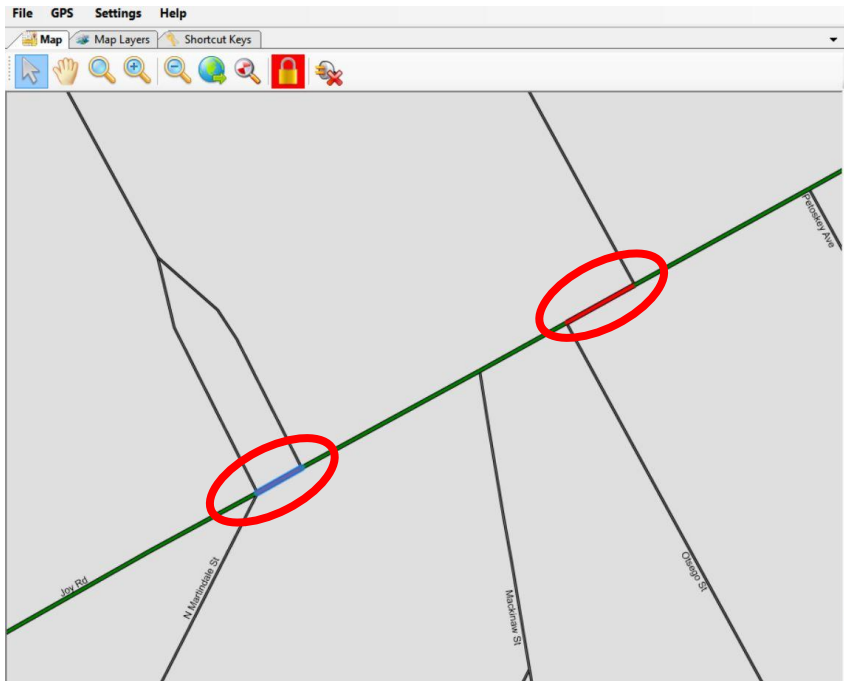 File GPS Settings Help
Map Map Layers Shortcut Keys
Petoskey Ave
Joy Rd
N Martindale St
Mackinaw St
Otsego St